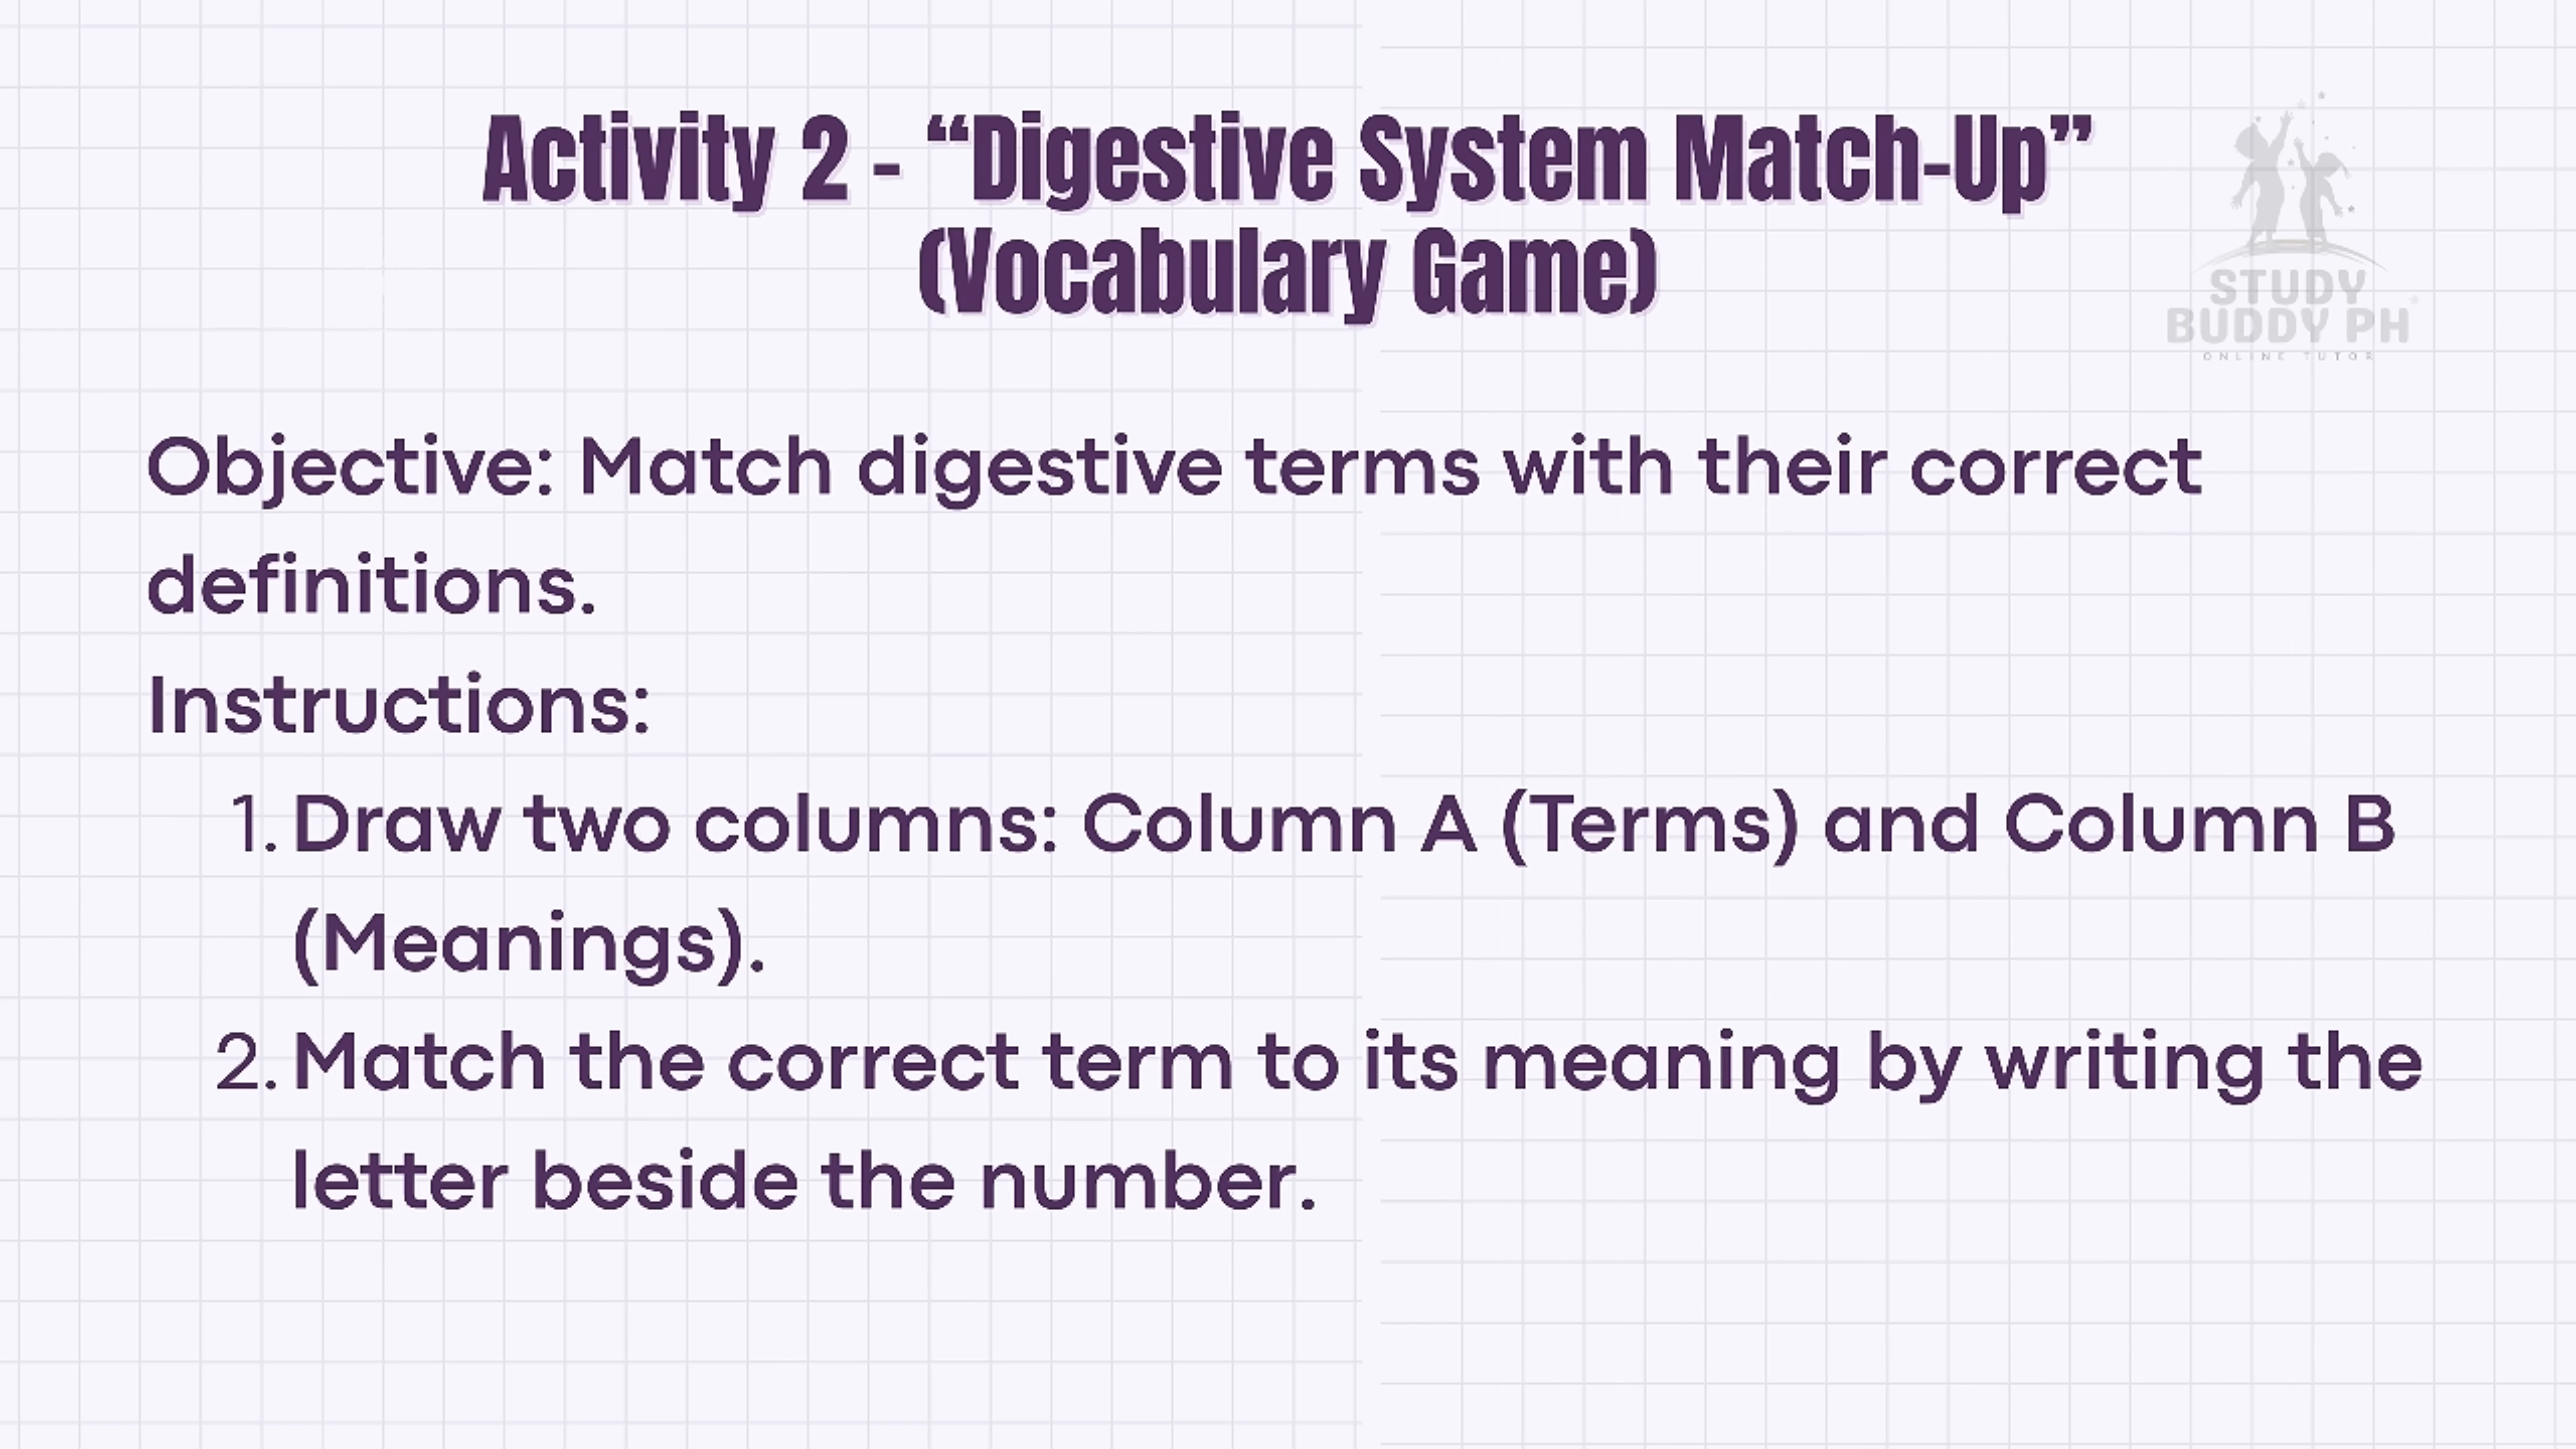 Activity 2 - “Digestive System Match-Up”
(Vocabulary Game)
STUDY
BUDDY PH
ONLINE TUTOR
Objective: Match digestive terms with their correct
definitions.
Instructions:
1. Draw two columns: Column A (Terms) and Column B
(Meanings).
2. Match the correct term to its meaning by writing the
letter beside the number.